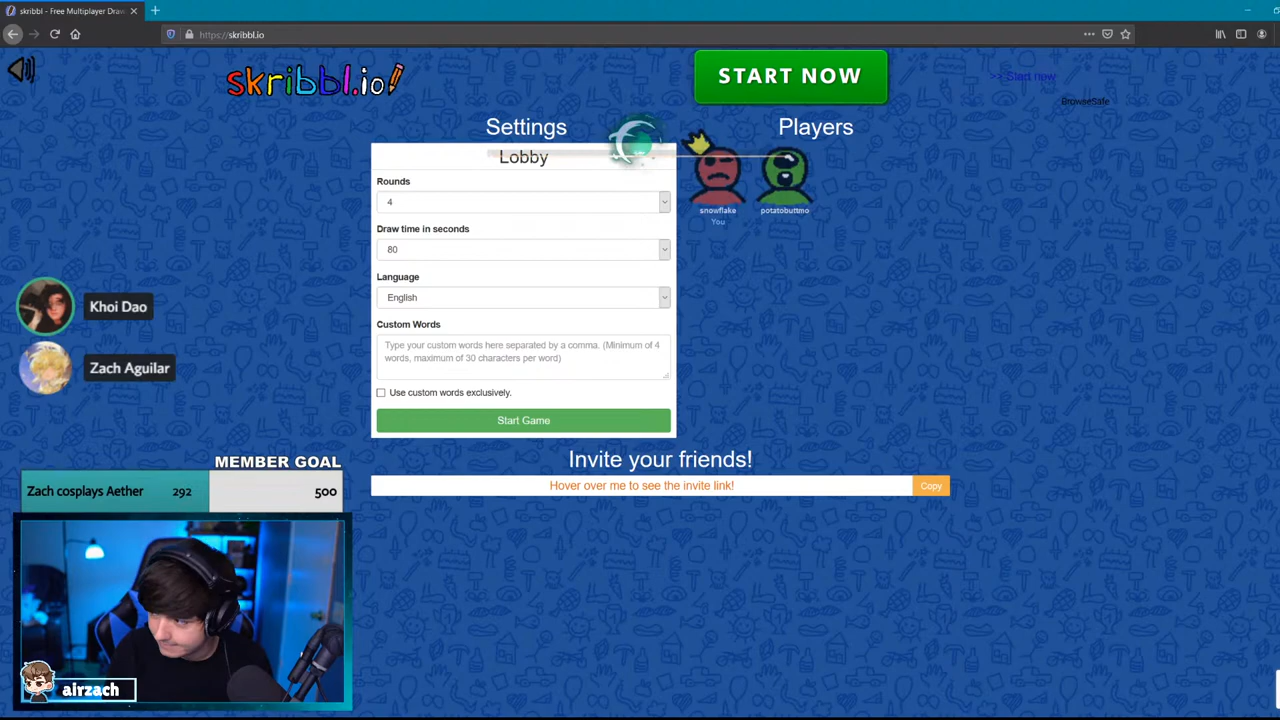 skribbl - Free Multiplayer Draw
https://skribbl.io
skribbl.io
START NOW
>> Start now
BrowseSafe
Settings
Players
Lobby
Rounds
4
snowflake
You
potatobuttmo
Draw time in seconds
80
Language
English
Custom Words
Type your custom words here separated by a comma. (Minimum of 4
words, maximum of 30 characters per word)
Use custom words exclusively.
Start Game
Khoi Dao
Zach Aguilar
Invite your friends!
Hover over me to see the invite link!
Copy
MEMBER GOAL
Zach cosplays Aether 292
500
airzach